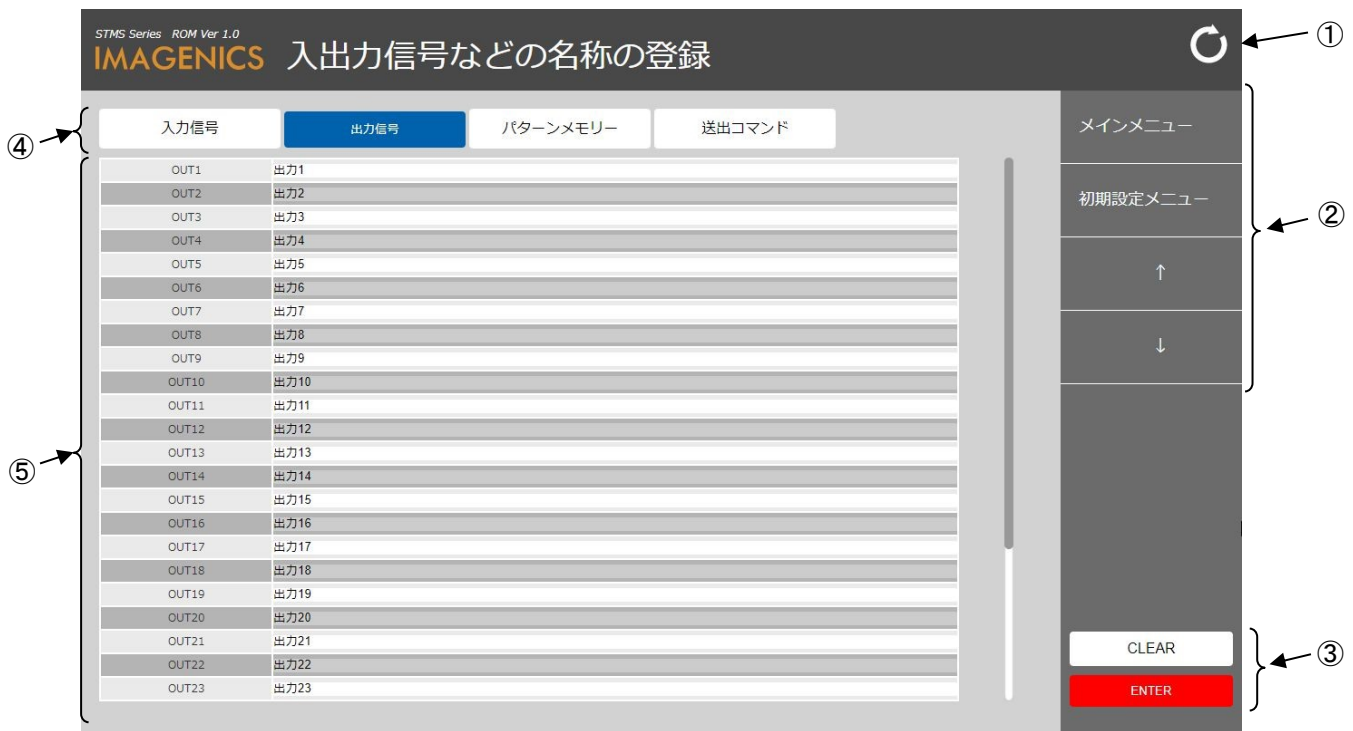 STMS Series ROM Ver 1.0
IMAGENICS 入出力信号などの名称の登録
①
④
入力信号 出力信号 パターンメモリー 送出コマンド
メインメニュー
初期設定メニュー
↑
↓
②
OUT1 出力1
OUT2 出力2
OUT3 出力3
OUT4 出力4
OUT5 出力5
OUT6 出力6
OUT7 出力7
OUT8 出力8
OUT9 出力9
OUT10 出力10
OUT11 出力11
OUT12 出力12
OUT13 出力13
⑤
OUT14 出力14
OUT15 出力15
OUT16 出力16
OUT17 出力17
OUT18 出力18
OUT19 出力19
OUT20 出力20
OUT21 出力21
OUT22 出力22
OUT23 出力23
CLEAR
ENTER
③